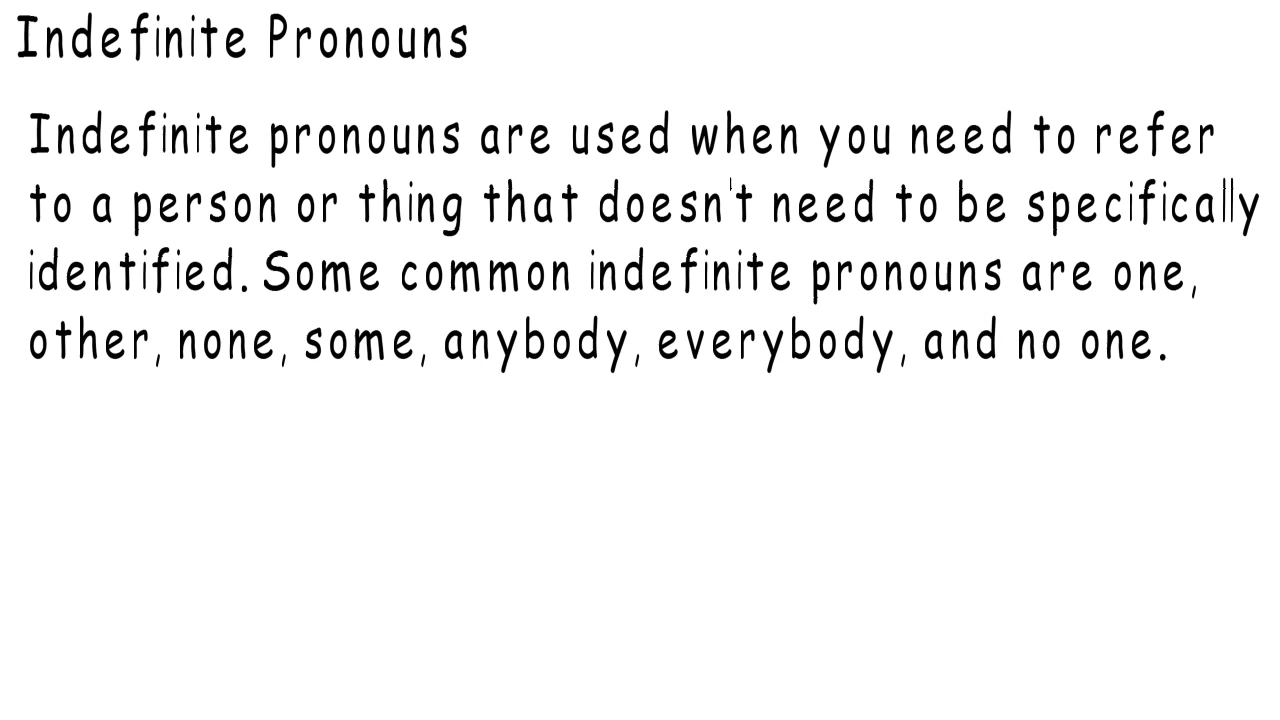 Indefinite Pronouns
Indefinite pronouns are used when you need to refer
to a person or thing that doesn't need to be specifically
identified. Some common indefinite pronouns are one,
other, none, some, anybody, everybody, and no one.